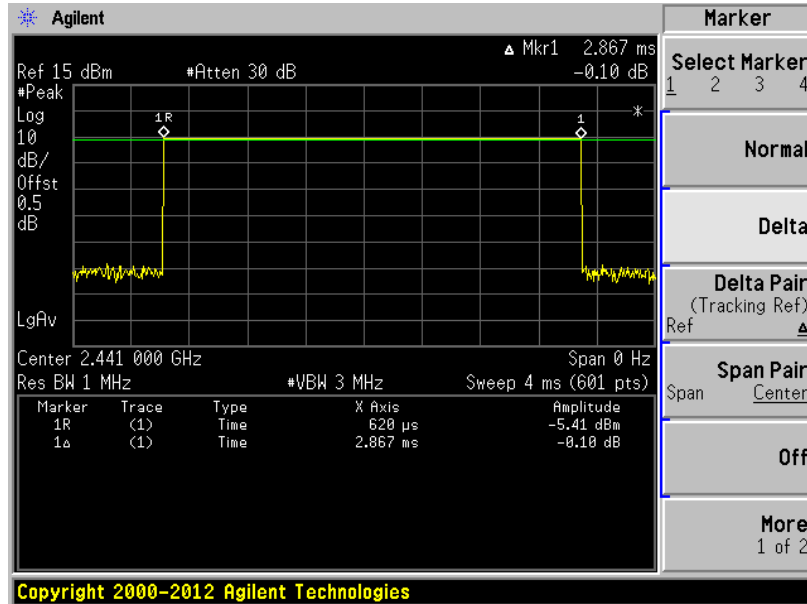 Agilent
Marker
Δ Mkr1 2.867 ms
Ref 15 dBm #Atten 30 dB -0.10 dB
#Peak
Log
10
dB/
Offst
0.5
dB
1R
1
LgAv
Center 2.441 000 GHz Span 0 Hz
Res BW 1 MHz #VBW 3 MHz Sweep 4 ms (601 pts)
Marker Trace Type X Axis Amplitude
1R (1) Time 620 µs -5.41 dBm
1Δ (1) Time 2.867 ms -0.10 dB
Select Marker
1 2 3 4
Normal
Delta
Delta Pair
(Tracking Ref)
Ref Δ
Span Pair
Span Center
Off
More
1 of 2
Copyright 2000-2012 Agilent Technologies